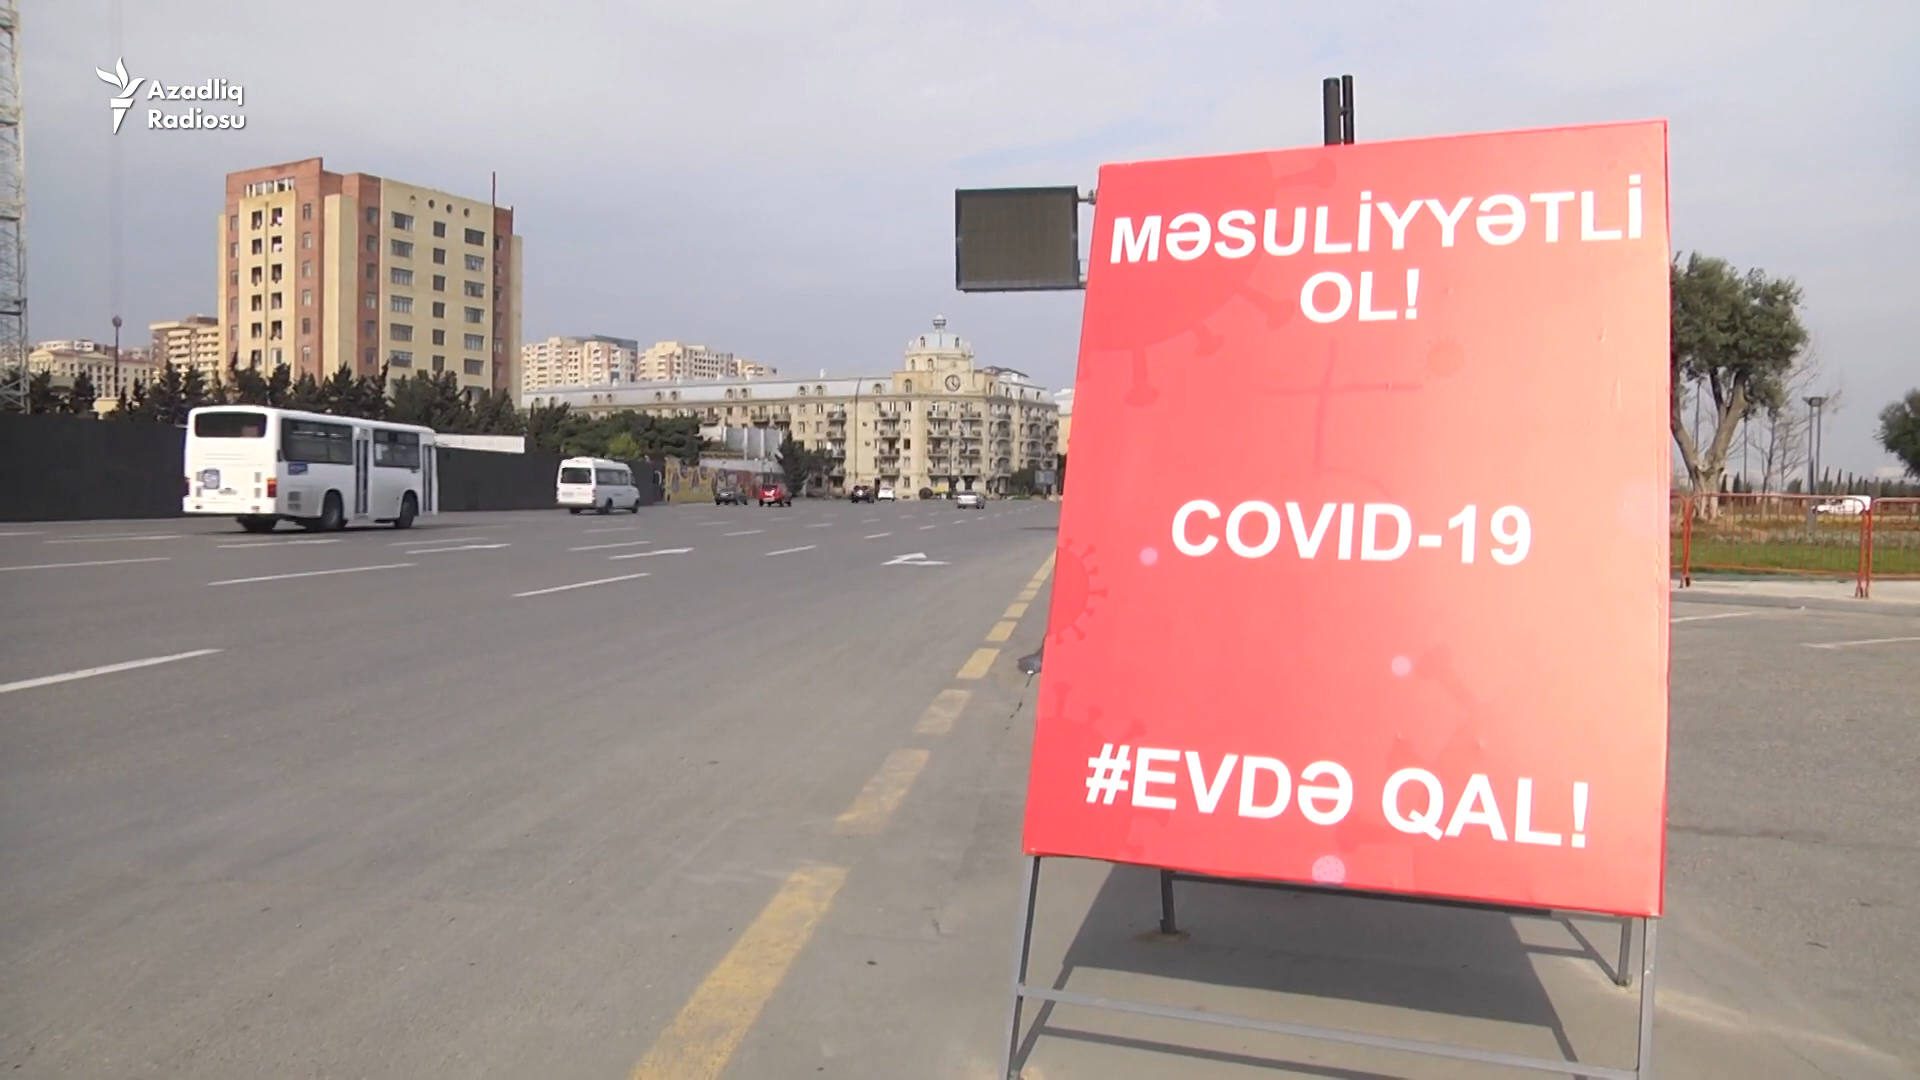 Azadlıq
Radiosu
MƏSULİYYƏTLİ
OL!
COVID-19
#EVDƏ QAL!